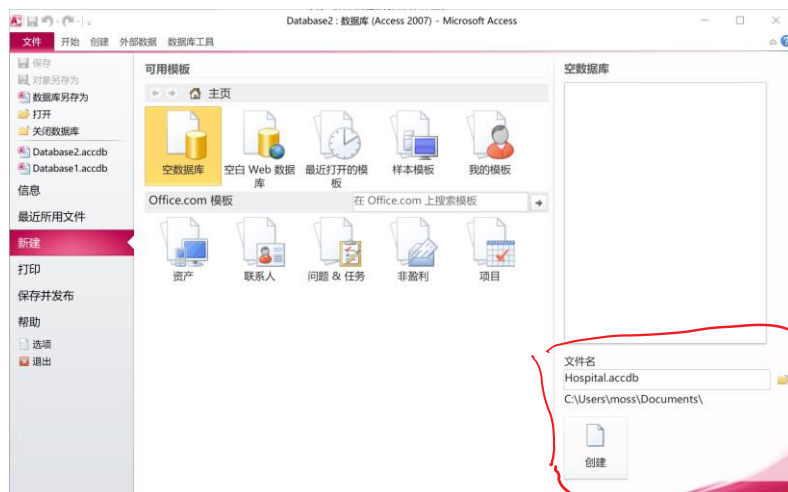 Database2 : 数据库 (Access 2007) - Microsoft Access
文件 开始 创建 外部数据 数据库工具
保存
对象另存为
数据库另存为
打开
关闭数据库
Database2.accdb
Database1.accdb
信息
最近所用文件
新建
打印
保存并发布
帮助
选项
退出
可用模板
主页
空数据库
空白 Web 数据
库
最近打开的模
板
样本模板
我的模板
Office.com 模板
在 Office.com 上搜索模板
资产
联系人
问题 & 任务
非盈利
项目
空数据库
文件名
Hospital.accdb
C:\Users\moss\Documents\
创建